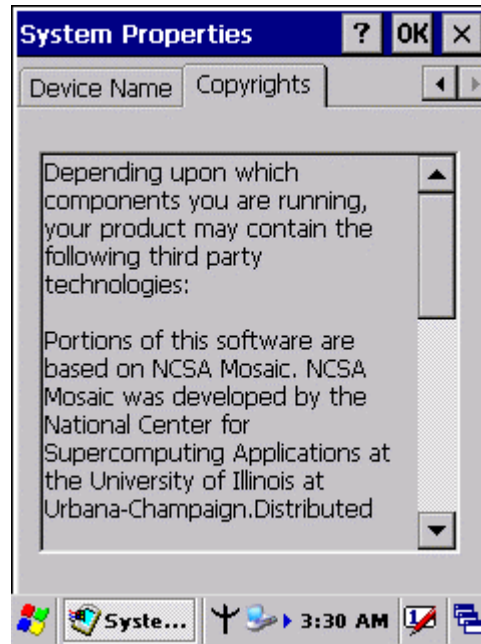 System Properties ? OK ×
Device Name Copyrights
Depending upon which
components you are running,
your product may contain the
following third party
technologies:
Portions of this software are
based on NCSA Mosaic. NCSA
Mosaic was developed by the
National Center for
Supercomputing Applications at
the University of Illinois at
Urbana-Champaign.Distributed
Syste... 3:30 AM